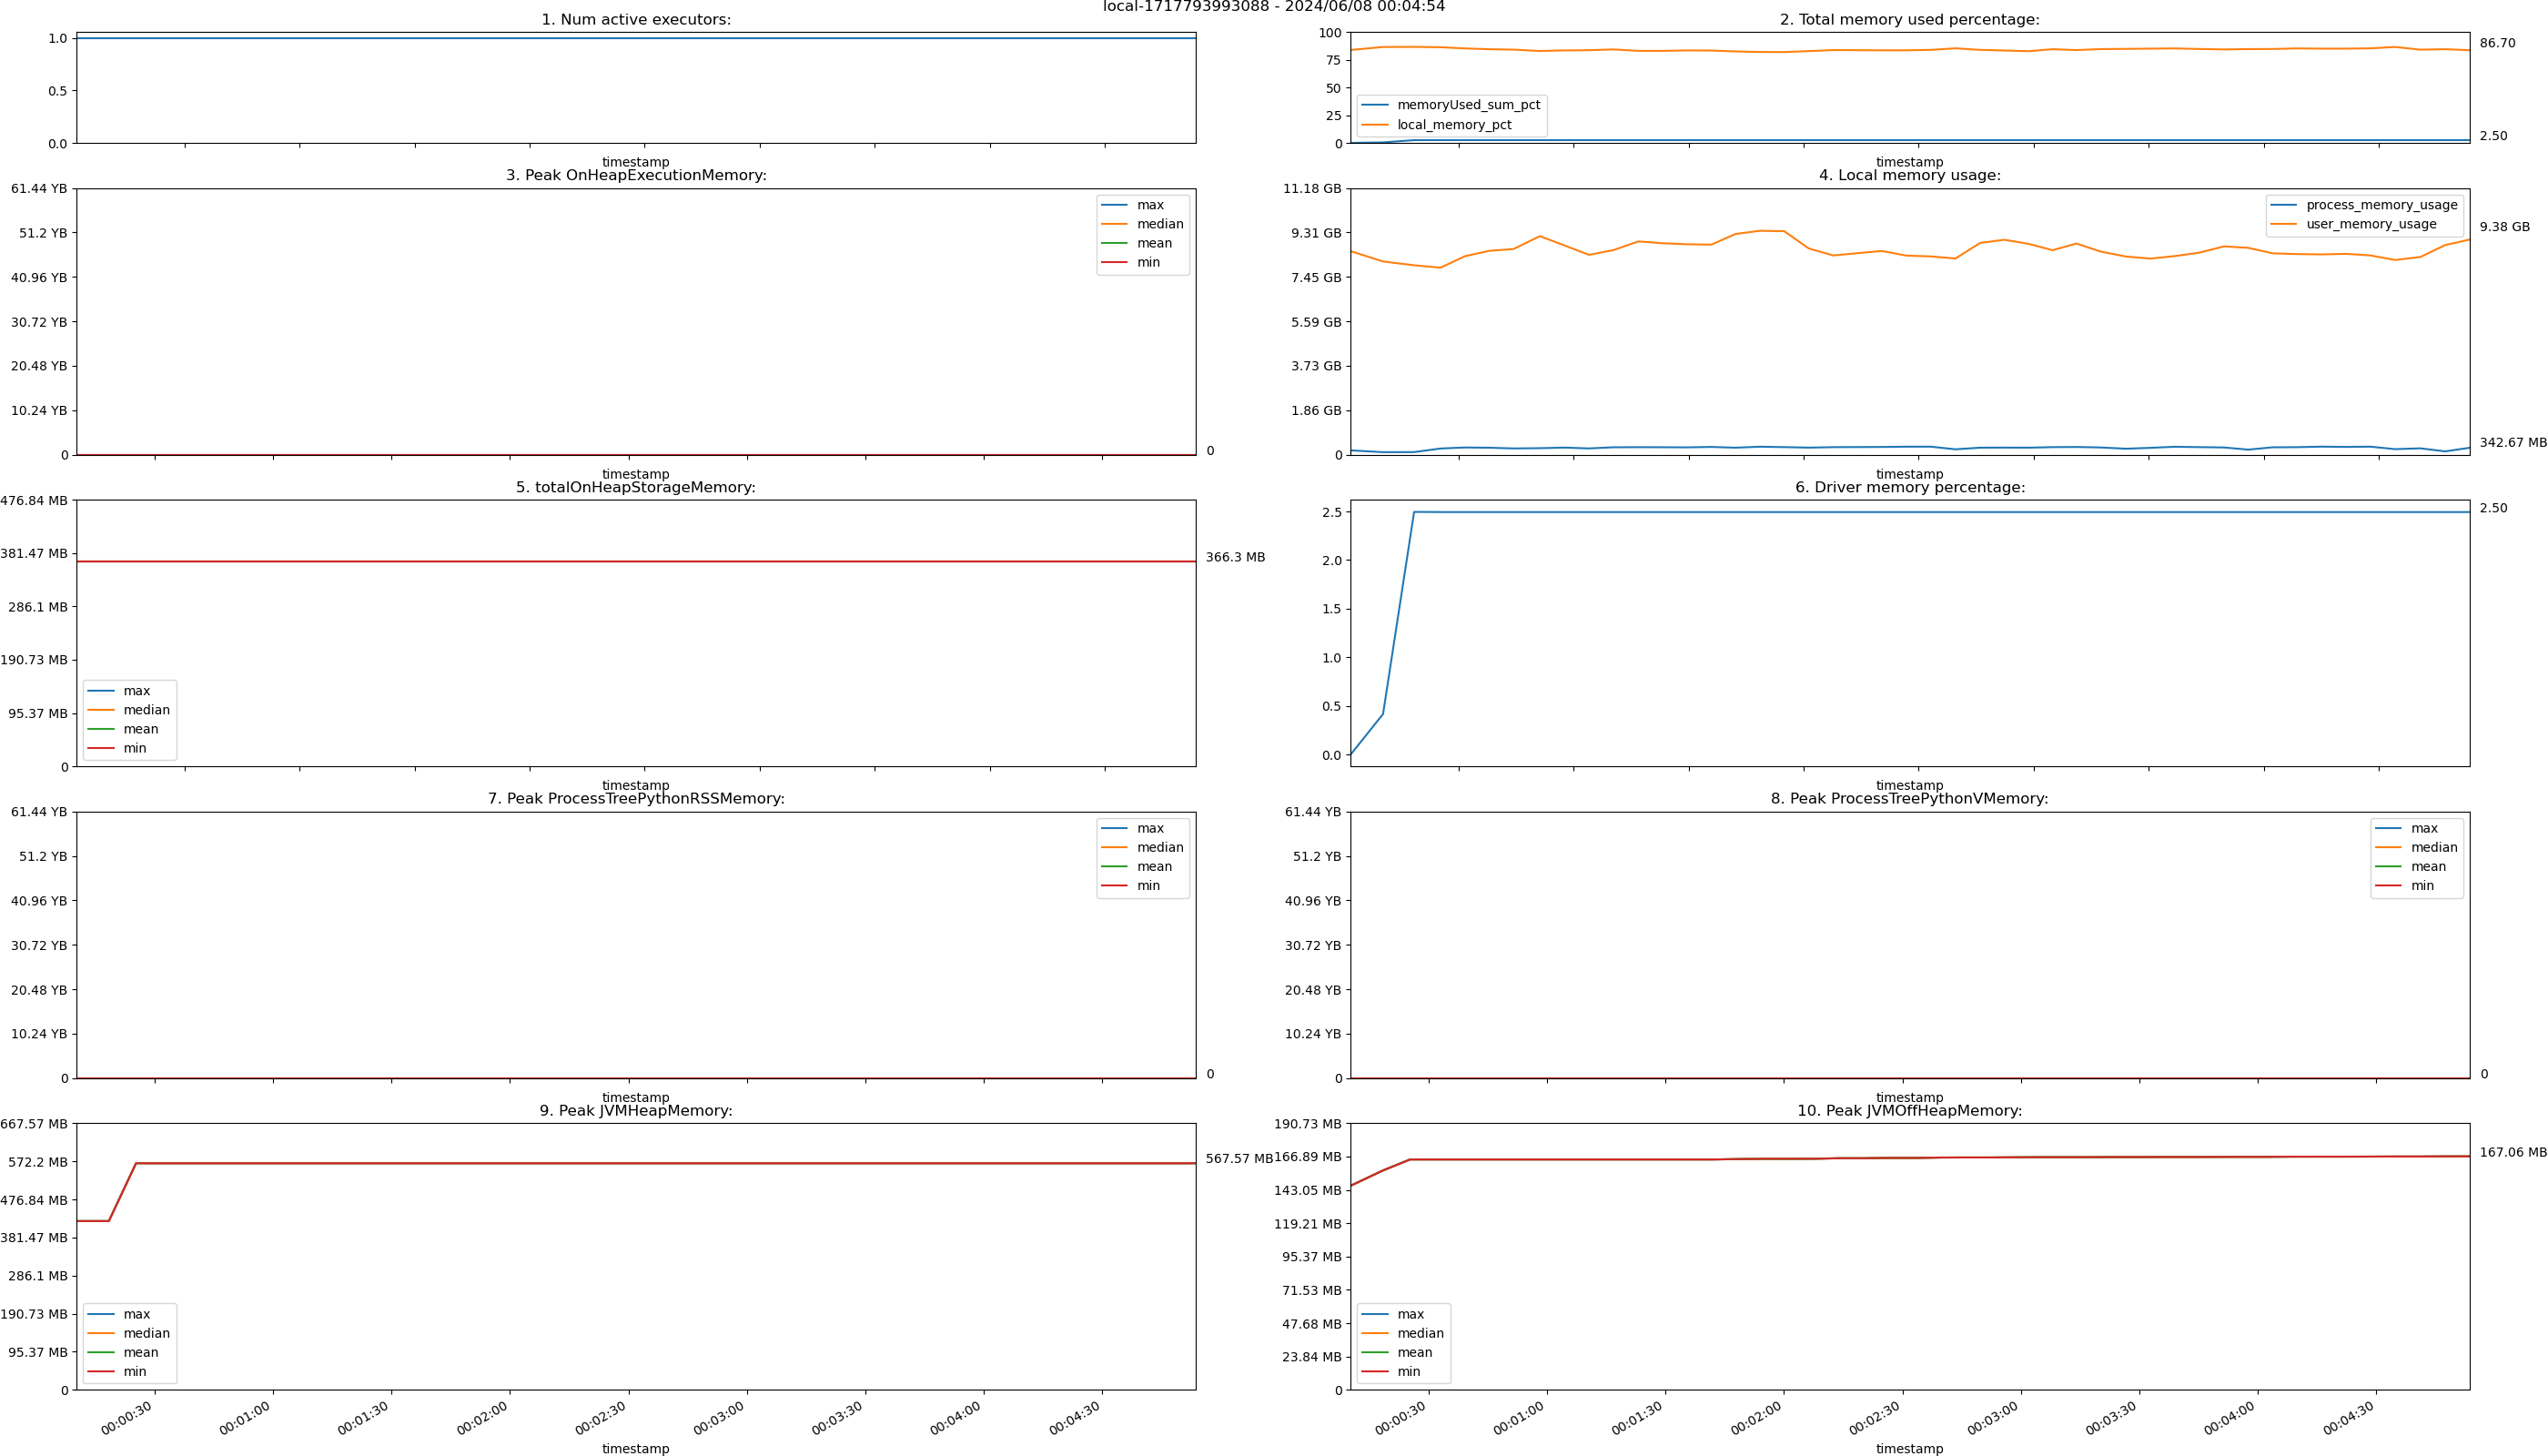 local-1717793993088 - 2024/06/08 00:04:54
1. Num active executors:
1.0
0.5
0.0
timestamp
2. Total memory used percentage:
100
75
50
25
0
memoryUsed_sum_pct
local_memory_pct
86.70
2.50
timestamp
3. Peak OnHeapExecutionMemory:
61.44 YB
51.2 YB
40.96 YB
30.72 YB
20.48 YB
10.24 YB
0
max
median
mean
min
0
timestamp
4. Local memory usage:
11.18 GB
9.31 GB
7.45 GB
5.59 GB
3.73 GB
1.86 GB
0
process_memory_usage
user_memory_usage
9.38 GB
342.67 MB
timestamp
5. totalOnHeapStorageMemory:
476.84 MB
381.47 MB
286.1 MB
190.73 MB
95.37 MB
0
max
median
mean
min
366.3 MB
timestamp
6. Driver memory percentage:
2.5
2.0
1.5
1.0
0.5
0.0
2.50
timestamp
7. Peak ProcessTreePythonRSSMemory:
61.44 YB
51.2 YB
40.96 YB
30.72 YB
20.48 YB
10.24 YB
0
max
median
mean
min
0
timestamp
8. Peak ProcessTreePythonVMemory:
61.44 YB
51.2 YB
40.96 YB
30.72 YB
20.48 YB
10.24 YB
0
max
median
mean
min
0
timestamp
9. Peak JVMHeapMemory:
667.57 MB
572.2 MB
476.84 MB
381.47 MB
286.1 MB
190.73 MB
95.37 MB
0
max
median
mean
min
567.57 MB
00:00:30
00:01:00
00:01:30
00:02:00
00:02:30
00:03:00
00:03:30
00:04:00
00:04:30
timestamp
10. Peak JVMOffHeapMemory:
190.73 MB
166.89 MB
143.05 MB
119.21 MB
95.37 MB
71.53 MB
47.68 MB
23.84 MB
0
max
median
mean
min
167.06 MB
00:00:30
00:01:00
00:01:30
00:02:00
00:02:30
00:03:00
00:03:30
00:04:00
00:04:30
timestamp